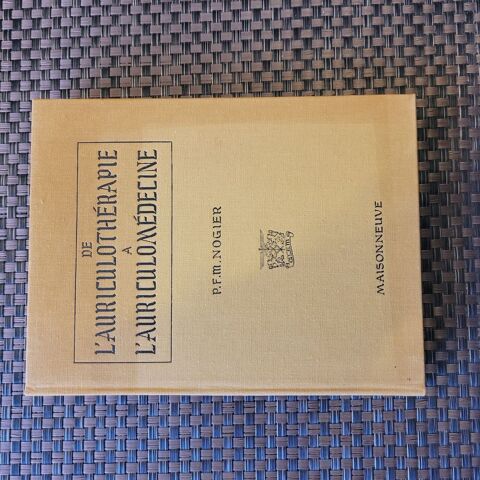 DE
L'AURICULOTHÉRAPIE
A
L'AURICULOMÉDECINE
P.F.M. NOGIER
MAISONNEUVE